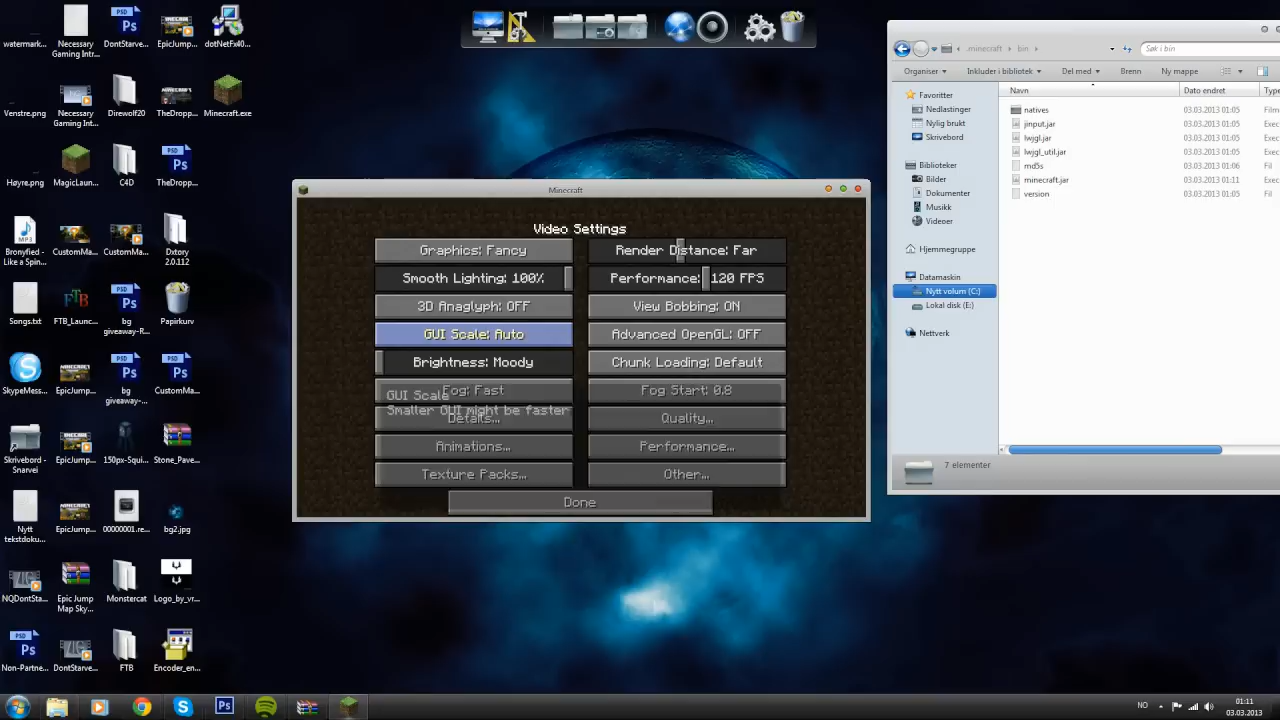 watermark...
Necessary
Gaming Intr...
DontStarve...
EpicJump...
dotNetFx40...
Venstre.png
Necessary
Gaming Int...
Direwolf20
TheDropp...
Minecraft.exe
Høyre.png
MagicLaun...
C4D
TheDropp...
Bronyfied -
Like a Spin...
CustomMa...
CustomMa...
Dxtory
2.0.112
Songs.txt
FTB_Launc...
bg
giveaway-R...
Papirkurv
SkypeMess...
EpicJump...
bg
giveaway-...
CustomMa...
Skrivebord -
Snarvei
EpicJump...
150px-Squi...
Stone_Pave...
Nytt
tekstdoku...
EpicJump...
00000001.re...
bg2.jpg
NQDontSta...
Epic Jump
Map Sky...
Monstercat
Logo_by_vr...
Non-Partne...
DontStarve...
FTB
Encoder_en...
Minecraft
Video Settings
Graphics: Fancy
Render Distance: Far
Smooth Lighting: 100%
Performance: 120 FPS
3D Anaglyph: OFF
View Bobbing: ON
GUI Scale: Auto
Advanced OpenGL: OFF
Brightness: Moody
Chunk Loading: Default
Fog: Fast
Fog Start: 0.8
GUI Scale
Smaller GUI might be faster
Details...
Quality...
Animations...
Performance...
Texture Packs...
Other...
Done
.minecraft
bin
Søk i bin
Organiser
Inkluder i bibliotek
Del med
Brenn
Ny mappe
Navn
Dato endret
Type
Favoritter
Nedlastinger
Nylig brukt
Skrivebord
Biblioteker
Bilder
Dokumenter
Musikk
Videoer
Hjemmegruppe
Datamaskin
Nytt volum (C:)
Lokal disk (E:)
Nettverk
natives 03.03.2013 01:05 Film
jinput.jar 03.03.2013 01:05 Exec
lwjgl.jar 03.03.2013 01:05 Exec
lwjgl_util.jar 03.03.2013 01:05 Exec
md5s 03.03.2013 01:06 Fil
minecraft.jar 03.03.2013 01:11 Exec
version 03.03.2013 01:05 Fil
7 elementer
NO
01:11
03.03.2013